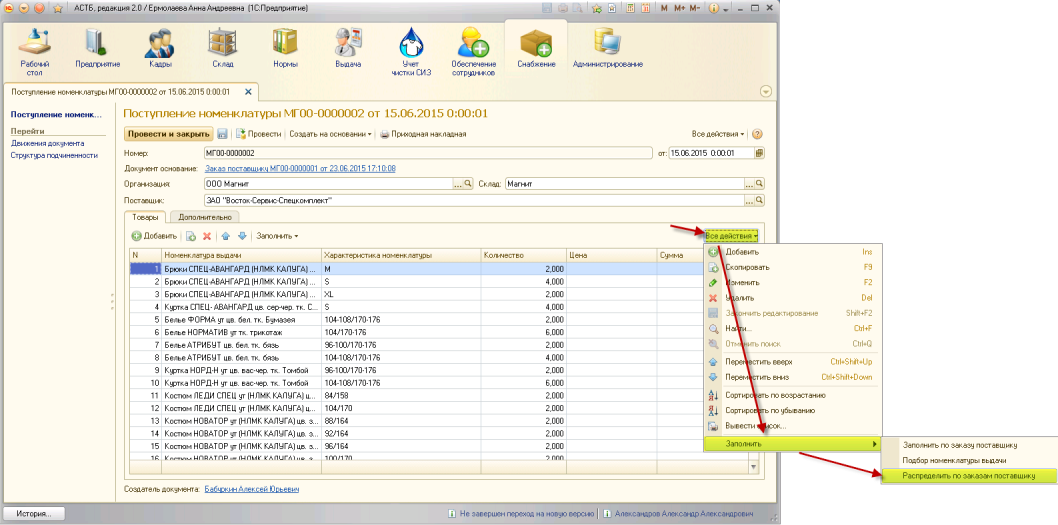 АСТБ, редакция 2.0 / Ермолаева Анна Андреевна (1С:Предприятие)
M M+ M-
Рабочий стол
Предприятие
Кадры
Склад
Нормы
Выдача
Учет чистки СИЗ
Обеспечение сотрудников
Снабжение
Администрирование
Поступление номенклатуры МГ00-0000002 от 15.06.2015 0:00:01
Поступление номенк...
Перейти
Движения документа
Структура подчиненности
Поступление номенклатуры МГ00-0000002 от 15.06.2015 0:00:01
Провести и закрыть Провести Создать на основании Приходная накладная Все действия
Номер: МГ00-0000002 от: 15.06.2015 0:00:01
Документ основание: Заказ поставщику МГ00-0000001 от 23.06.2015 17:10:08
Организация: ООО Магнит Склад: Магнит
Поставщик: ЗАО "Восток-Сервис-Спецкомплект"
Товары Дополнительно
Добавить Заполнить Все действия
N Номенклатура выдачи Характеристика номенклатуры Количество Цена Сумма
1 Брюки СПЕЦ-АВАНГАРД (НЛМК КАЛУГА) ... M 2,000
2 Брюки СПЕЦ-АВАНГАРД (НЛМК КАЛУГА) ... S 4,000
3 Брюки СПЕЦ-АВАНГАРД (НЛМК КАЛУГА) ... XL 2,000
4 Куртка СПЕЦ- АВАНГАРД цв. сер-чер. тк. С... S 4,000
5 Белье ФОРМА ут цв. бел. тк. Бумазея 104-108/170-176 2,000
6 Белье НОРМАТИВ ут тк. трикотаж 104/170-176 6,000
7 Белье АТРИБУТ цв. бел. тк. бязь 96-100/170-176 2,000
8 Белье АТРИБУТ цв. бел. тк. бязь 104-108/170-176 4,000
9 Куртка НОРД-Н ут цв. вас-чер. тк. Томбой 96-100/170-176 2,000
10 Куртка НОРД-Н ут цв. вас-чер. тк. Томбой 104-108/170-176 6,000
11 Костюм ЛЕДИ СПЕЦ ут (НЛМК КАЛУГА) ц... 84/158 2,000
12 Костюм ЛЕДИ СПЕЦ ут (НЛМК КАЛУГА) ц... 104/170 2,000
13 Костюм НОВАТОР ут (НЛМК КАЛУГА) цв. з... 88/164 2,000
14 Костюм НОВАТОР ут (НЛМК КАЛУГА) цв. з... 92/164 2,000
15 Костюм НОВАТОР ут (НЛМК КАЛУГА) цв. з... 96/164 2,000
16 Костюм НОВАТОР ут (НЛМК КАЛУГА) цв. з... 100/170 2,000
Добавить Ins
Скопировать F9
Изменить F2
Удалить Del
Закончить редактирование Shift+F2
Найти... Ctrl+F
Отменить поиск Ctrl+Q
Переместить вверх Ctrl+Shift+Up
Переместить вниз Ctrl+Shift+Down
Сортировать по возрастанию
Сортировать по убыванию
Вывести список...
Заполнить
Заполнить по заказу поставщику
Подбор номенклатуры выдачи
Распределить по заказам поставщику
Создатель документа: Бабуркин Алексей Юрьевич
История...
Не завершен переход на новую версию
Александров Александр Александрович